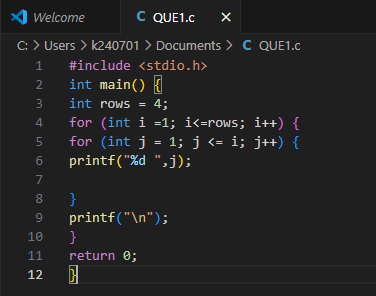 Welcome C QUE1.c ×
C: > Users > k240701 > Documents > C QUE1.c
1 #include <stdio.h>
2 int main() {
3 int rows = 4;
4 for (int i =1; i<=rows; i++) {
5 for (int j = 1; j <= i; j++) {
6 printf("%d ",j);
7
8 }
9 printf("\n");
10 }
11 return 0;
12 }